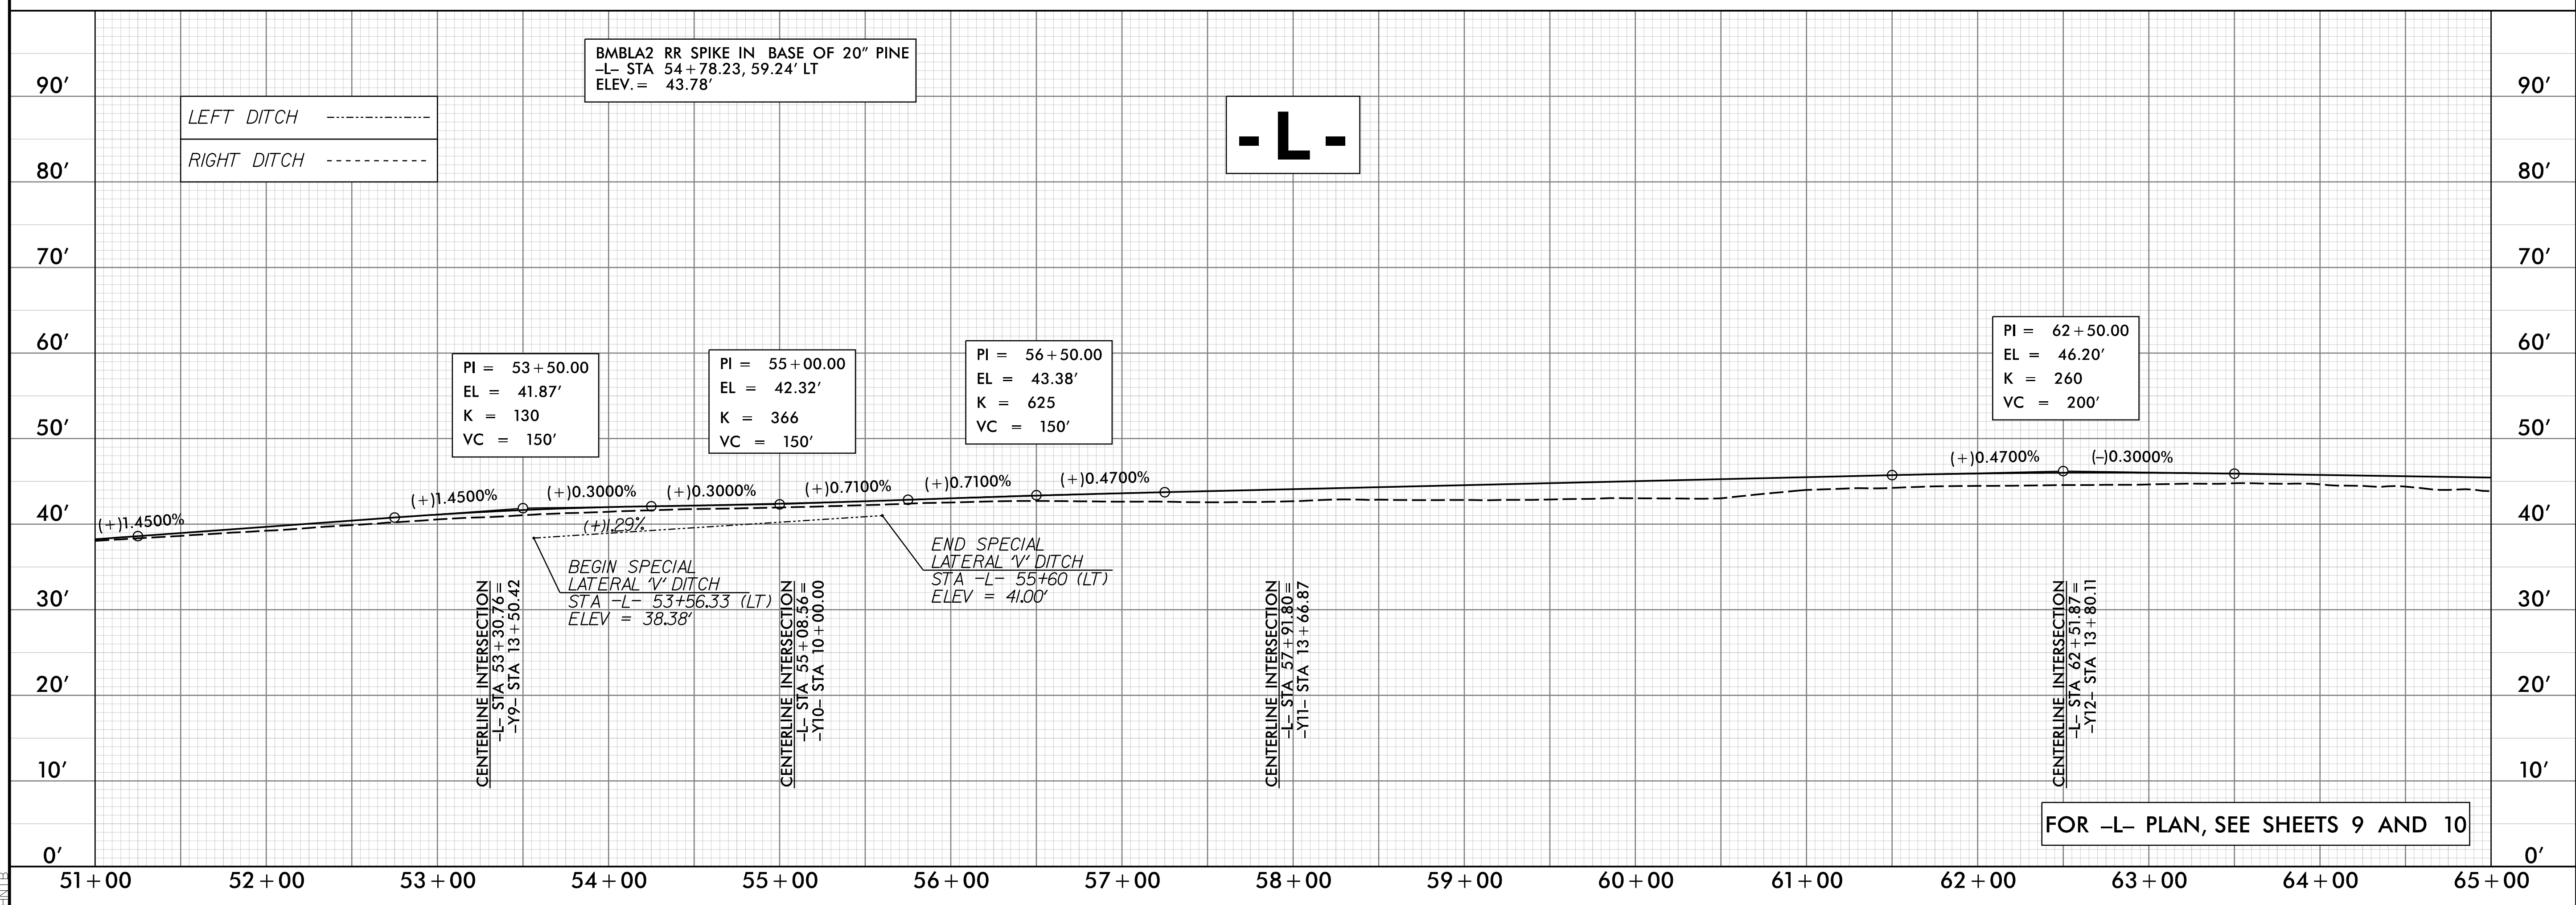 BMBLA2 RR SPIKE IN BASE OF 20" PINE
-L- STA 54+78.23, 59.24' LT
ELEV.= 43.78'
LEFT DITCH
RIGHT DITCH
-L-
90'
80'
70'
60'
50'
40'
30'
20'
10'
0'
90'
80'
70'
60'
50'
40'
30'
20'
10'
0'
PI = 53+50.00
EL = 41.87'
K = 130
VC = 150'
PI = 55+00.00
EL = 42.32'
K = 366
VC = 150'
PI = 56+50.00
EL = 43.38'
K = 625
VC = 150'
PI = 62+50.00
EL = 46.20'
K = 260
VC = 200'
(+)1.4500%
(+)1.4500%
(+)0.3000%
(+)0.3000%
(+)0.7100%
(+)0.7100%
(+)0.4700%
(+)0.4700%
(-)0.3000%
(+)1.29%
BEGIN SPECIAL
LATERAL 'V' DITCH
STA -L- 53+56.33 (LT)
ELEV = 38.38'
END SPECIAL
LATERAL 'V' DITCH
STA -L- 55+60 (LT)
ELEV = 41.00'
CENTERLINE INTERSECTION
-L- STA 53+30.76 =
-Y9- STA 13+50.42
CENTERLINE INTERSECTION
-L- STA 55+08.56 =
-Y10- STA 10+00.00
CENTERLINE INTERSECTION
-L- STA 57+91.80 =
-Y11- STA 13+66.87
CENTERLINE INTERSECTION
-L- STA 62+51.87 =
-Y12- STA 13+80.11
FOR -L- PLAN, SEE SHEETS 9 AND 10
51+00 52+00 53+00 54+00 55+00 56+00 57+00 58+00 59+00 60+00 61+00 62+00 63+00 64+00 65+00